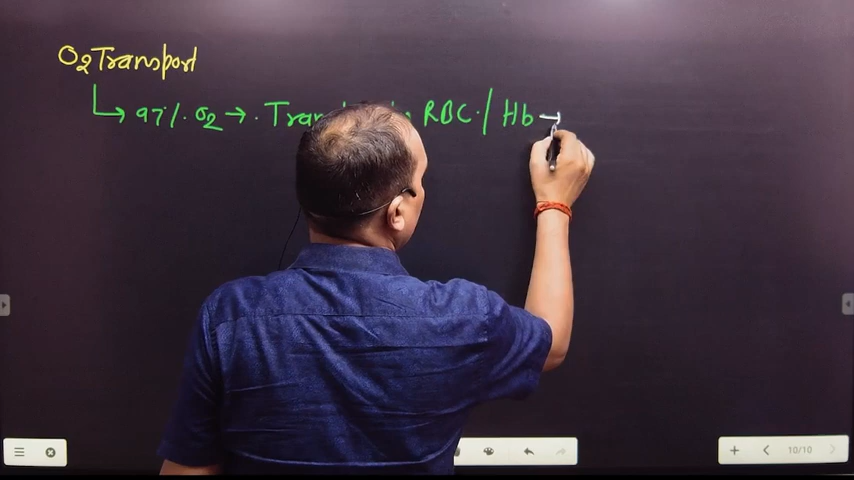 O2 Transport
↳ 97%. O2 → . RBC. / Hb →
10/10